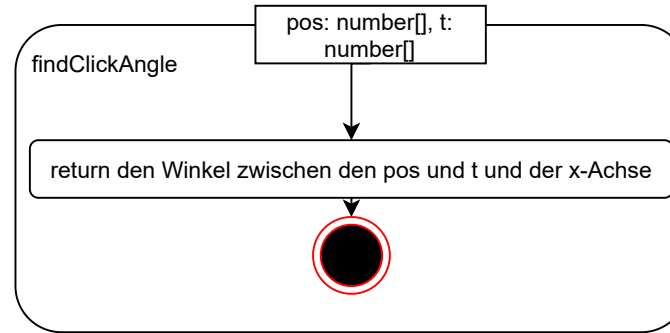 pos: number[], t:
number[]
findClickAngle
return den Winkel zwischen den pos und t und der x-Achse